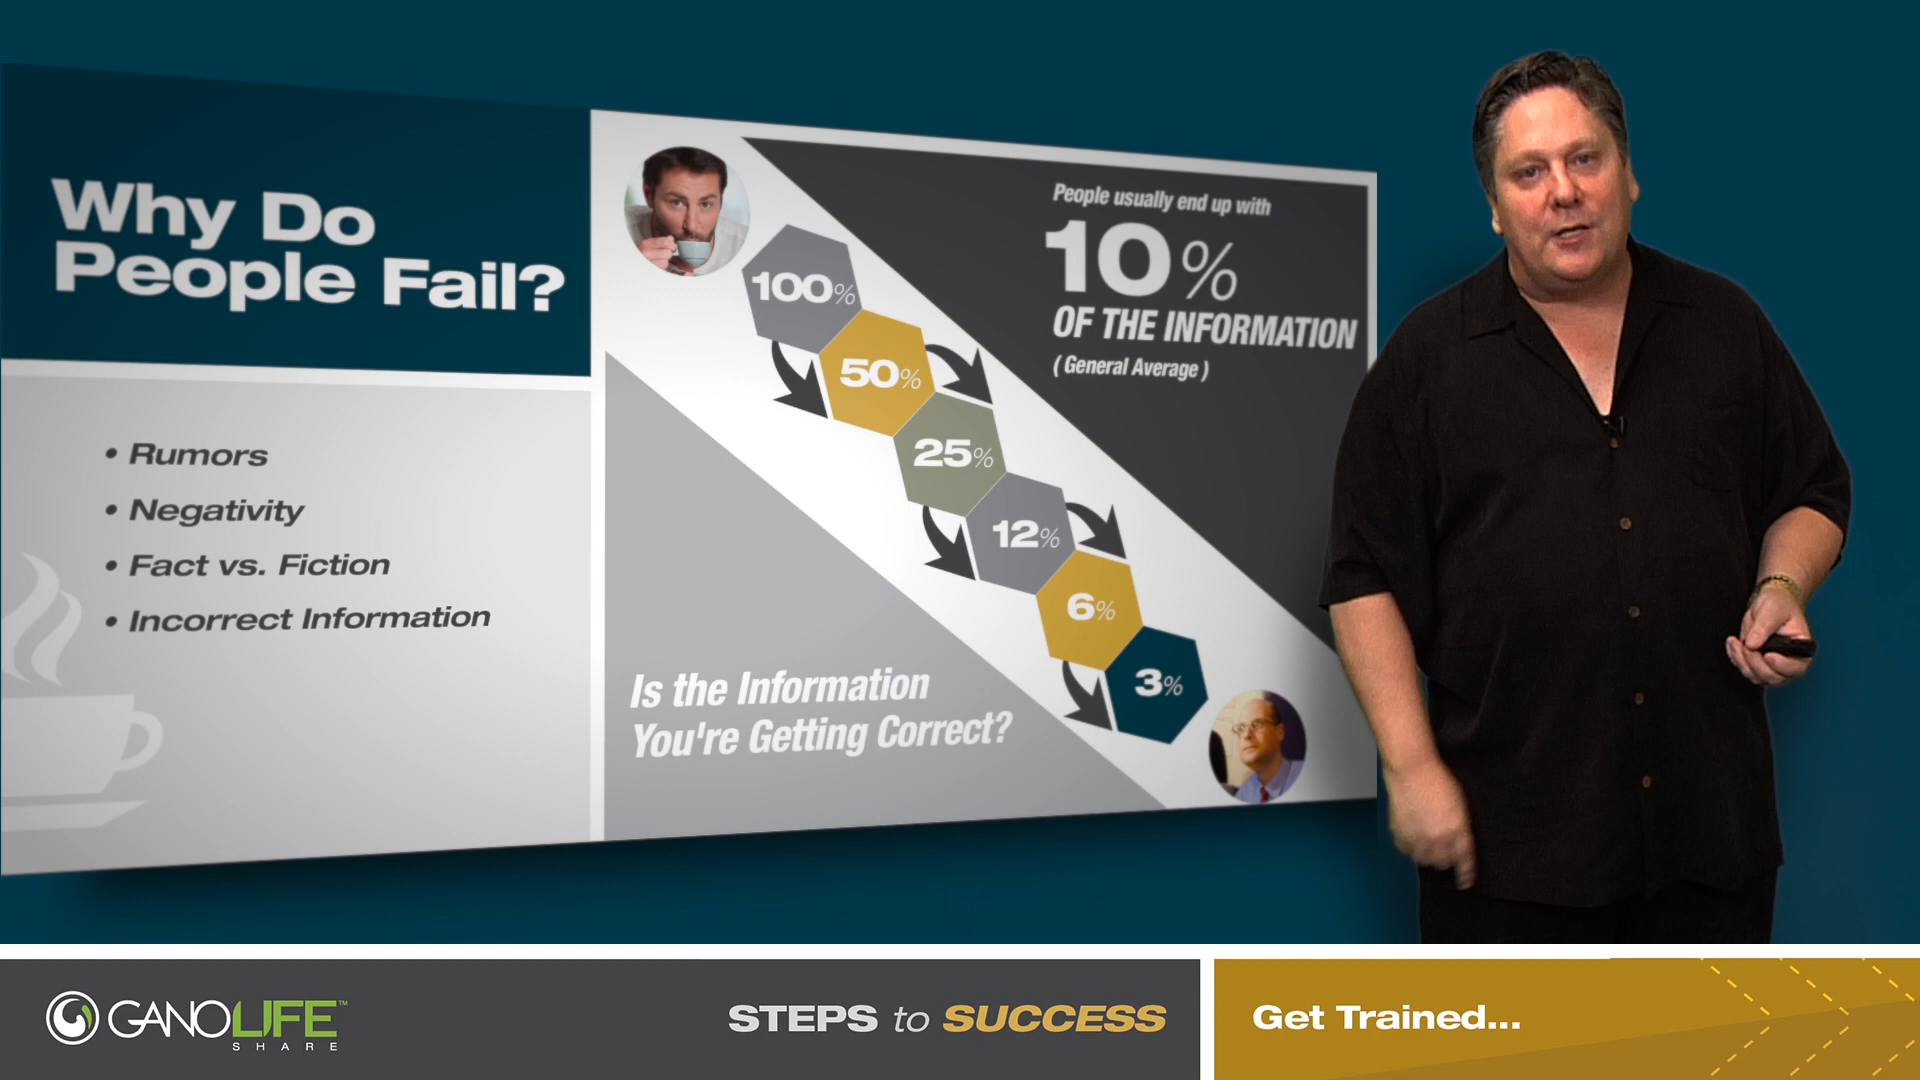 Why Do
People Fail?
• Rumors
• Negativity
• Fact vs. Fiction
• Incorrect Information
100%
50%
25%
12%
6%
3%
People usually end up with
10%
OF THE INFORMATION
( General Average )
Is the Information
You're Getting Correct?
GANOLIFE™
SHARE
STEPS to SUCCESS
Get Trained...